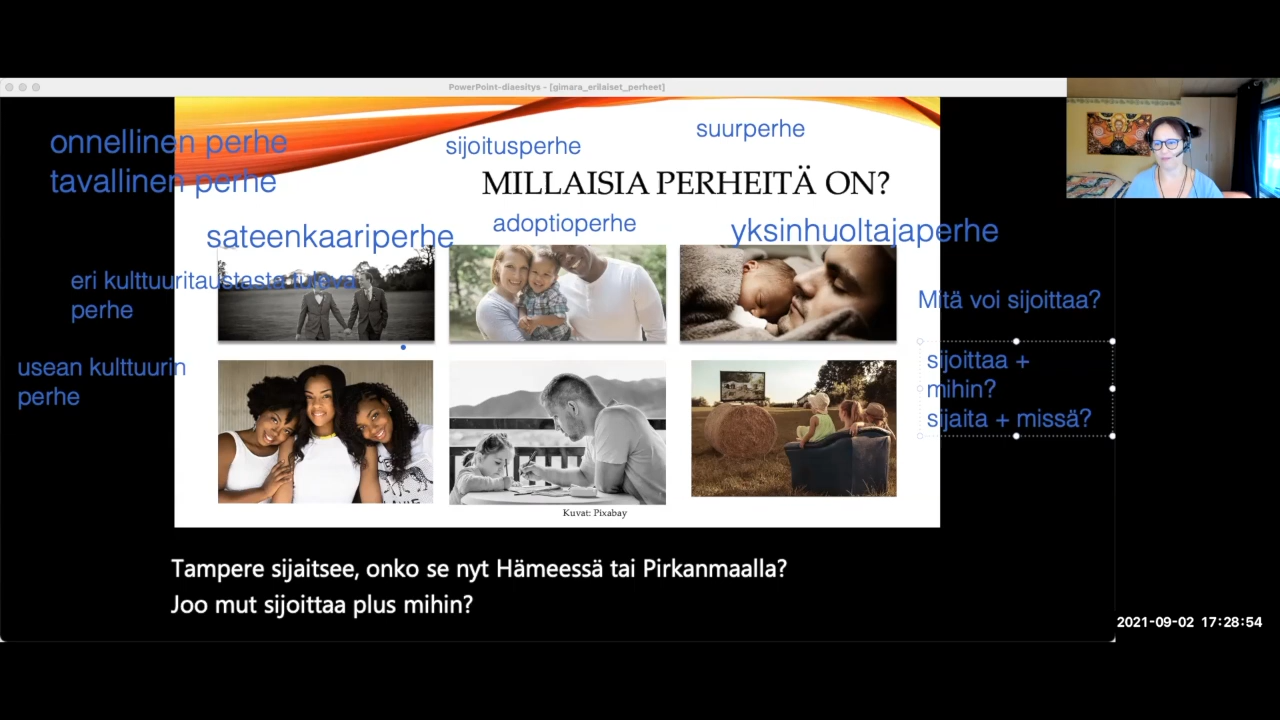 PowerPoint-diaesitys - [gimara_erilaiset_perheet]
onnellinen perhe
tavallinen perhe
sijoitusperhe
suurperhe
MILLAISIA PERHEITÄ ON?
sateenkaariperhe
adoptioperhe
yksinhuoltajaperhe
eri kulttuuritaustasta tuleva
perhe
Mitä voi sijoittaa?
usean kulttuurin
perhe
sijoittaa +
mihin?
sijaita + missä?
Kuvat: Pixabay
Tampere sijaitsee, onko se nyt Hämeessä tai Pirkanmaalla?
Joo mut sijoittaa plus mihin?
2021-09-02 17:28:54